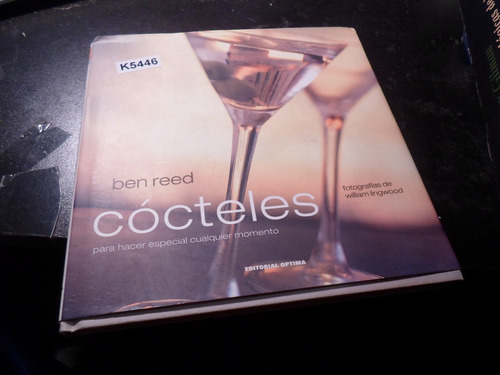 K5446
ben reed
cócteles
fotografías de
william lingwood
para hacer especial cualquier momento
EDITORIAL OPTIMA